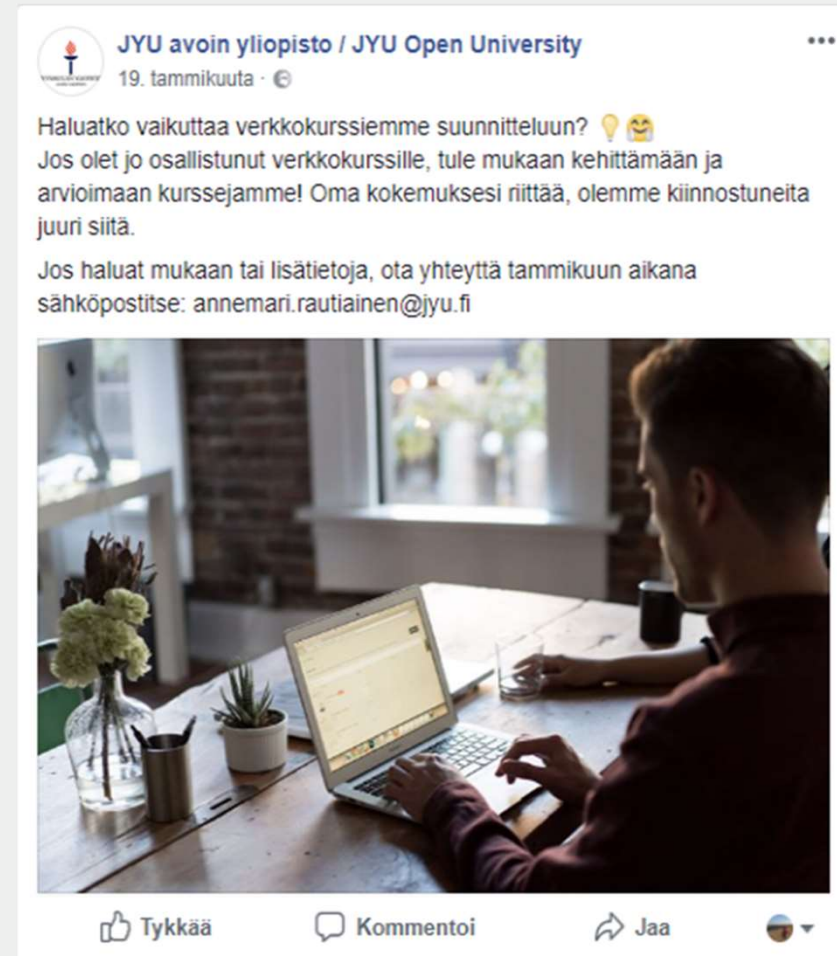 JYU avoin yliopisto / JYU Open University
19. tammikuuta ·
Haluatko vaikuttaa verkkokurssiemme suunnitteluun? 💡🤗
Jos olet jo osallistunut verkkokurssille, tule mukaan kehittämään ja
arvioimaan kurssejamme! Oma kokemuksesi riittää, olemme kiinnostuneita
juuri siitä.
Jos haluat mukaan tai lisätietoja, ota yhteyttä tammikuun aikana
sähköpostitse: annemari.rautiainen@jyu.fi
Tykkää
Kommentoi
Jaa